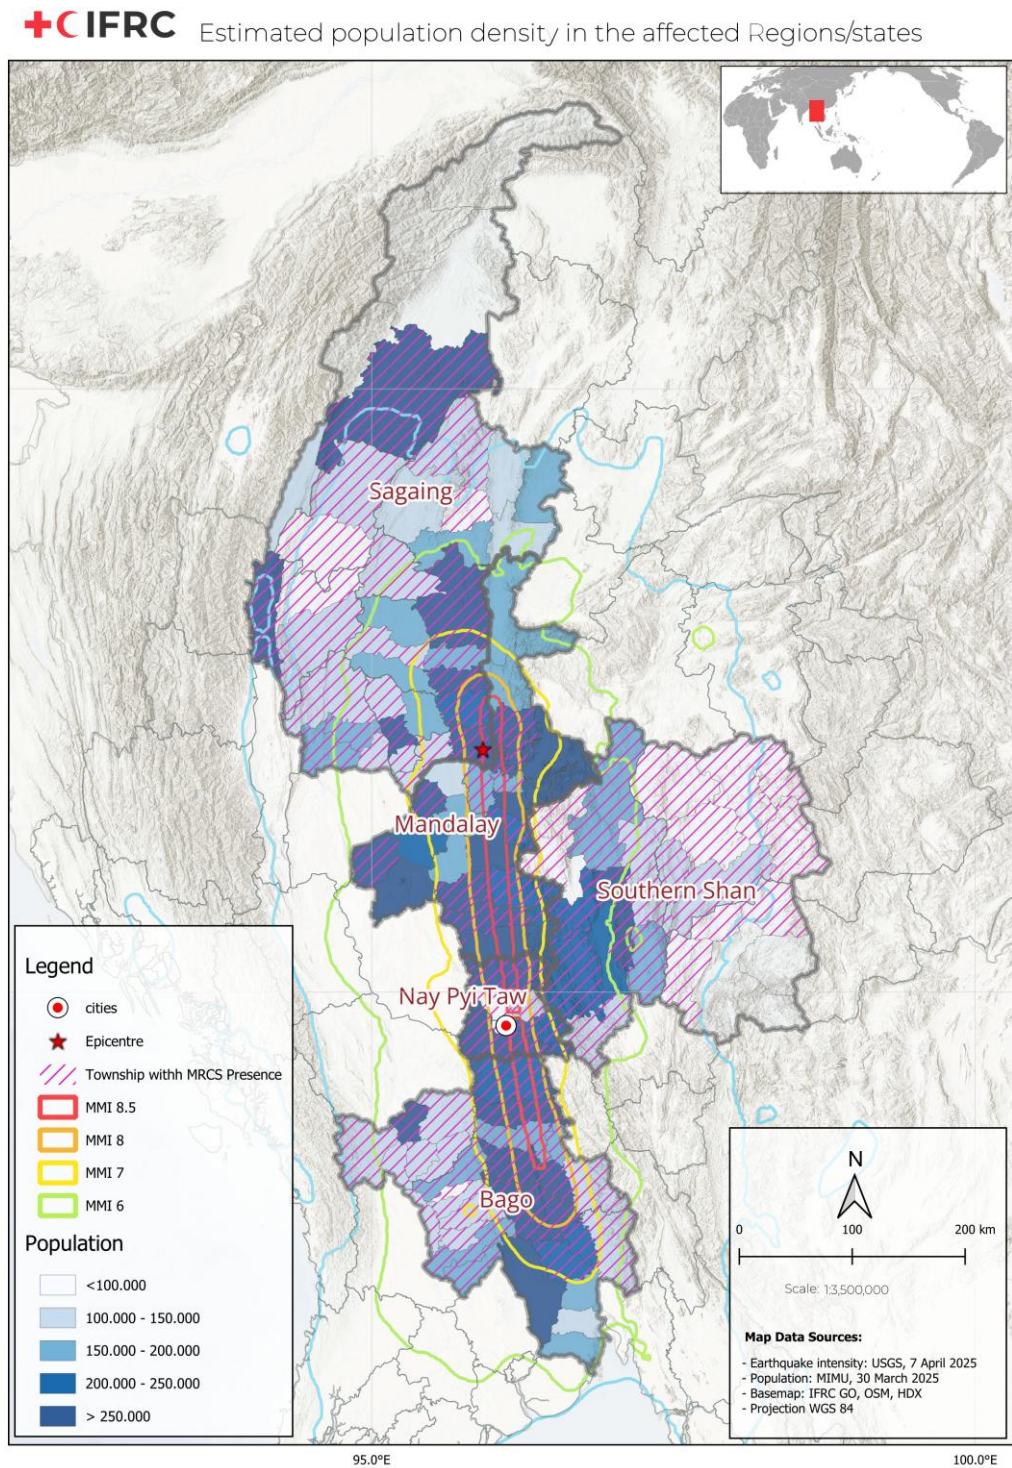 IFRC Estimated population density in the affected Regions/states
Sagaing
Mandalay
Southern Shan
Nay Pyi Taw
Bago
Legend
cities
Epicentre
Township withh MRCS Presence
MMI 8.5
MMI 8
MMI 7
MMI 6
Population
<100.000
100.000 - 150.000
150.000 - 200.000
200.000 - 250.000
> 250.000
N
0 100 200 km
Scale: 1:3,500,000
Map Data Sources:
- Earthquake intensity: USGS, 7 April 2025
- Population: MIMU, 30 March 2025
- Basemap: IFRC GO, OSM, HDX
- Projection WGS 84
95.0°E 100.0°E